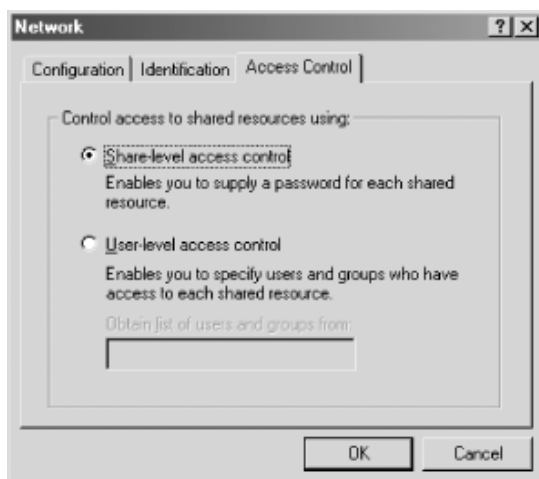 Network
Configuration Identification Access Control
Control access to shared resources using:
Share-level access control
Enables you to supply a password for each shared
resource.
User-level access control
Enables you to specify users and groups who have
access to each shared resource.
Obtain list of users and groups from:
OK Cancel